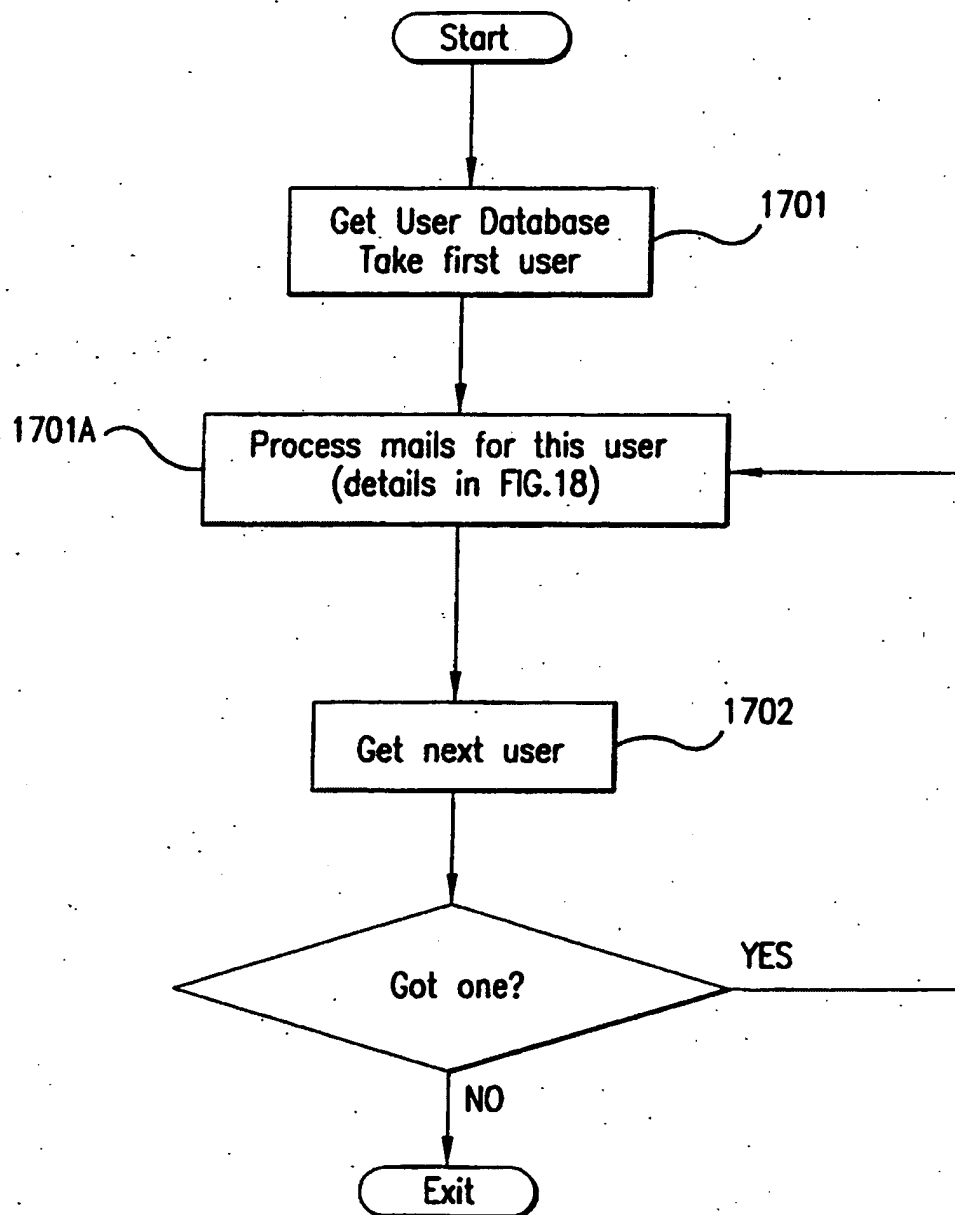 Start
Get User Database
Take first user
1701
1701A
Process mails for this user
(details in FIG.18)
1702
Get next user
Got one?
YES
NO
Exit